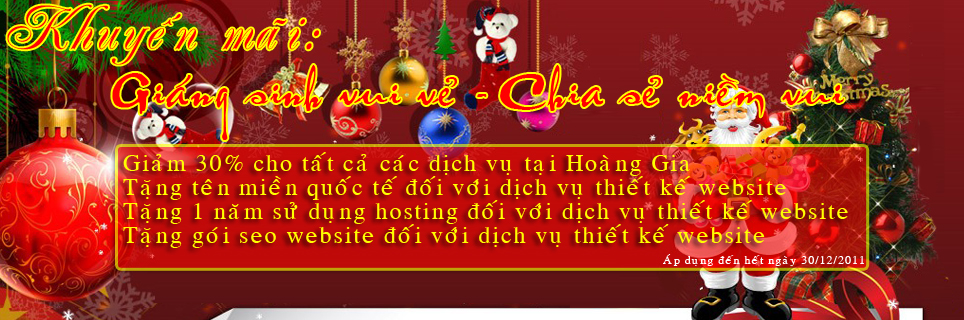 Khuyến mãi:
Giáng sinh vui vẻ - Chia sẻ niềm vui
Merry
Christmas
Giảm 30% cho tất cả các dịch vụ tại Hoàng Gia
Tặng tên miền quốc tế đối với dịch vụ thiết kế website
Tặng 1 năm sử dụng hosting đối với dịch vụ thiết kế website
Tặng gói seo website đối với dịch vụ thiết kế website
Áp dụng đến hết ngày 30/12/2011